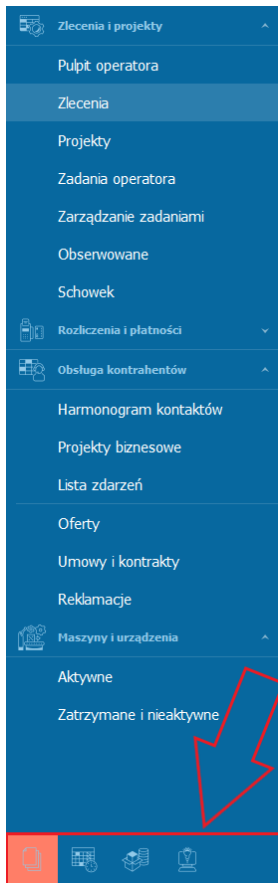 Zlecenia i projekty
Pulpit operatora
Zlecenia
Projekty
Zadania operatora
Zarządzanie zadaniami
Obserwowane
Schowek
Rozliczenia i płatności
Obsługa kontrahentów
Harmonogram kontaktów
Projekty biznesowe
Lista zdarzeń
Oferty
Umowy i kontrakty
Reklamacje
Maszyny i urządzenia
Aktywne
Zatrzymane i nieaktywne